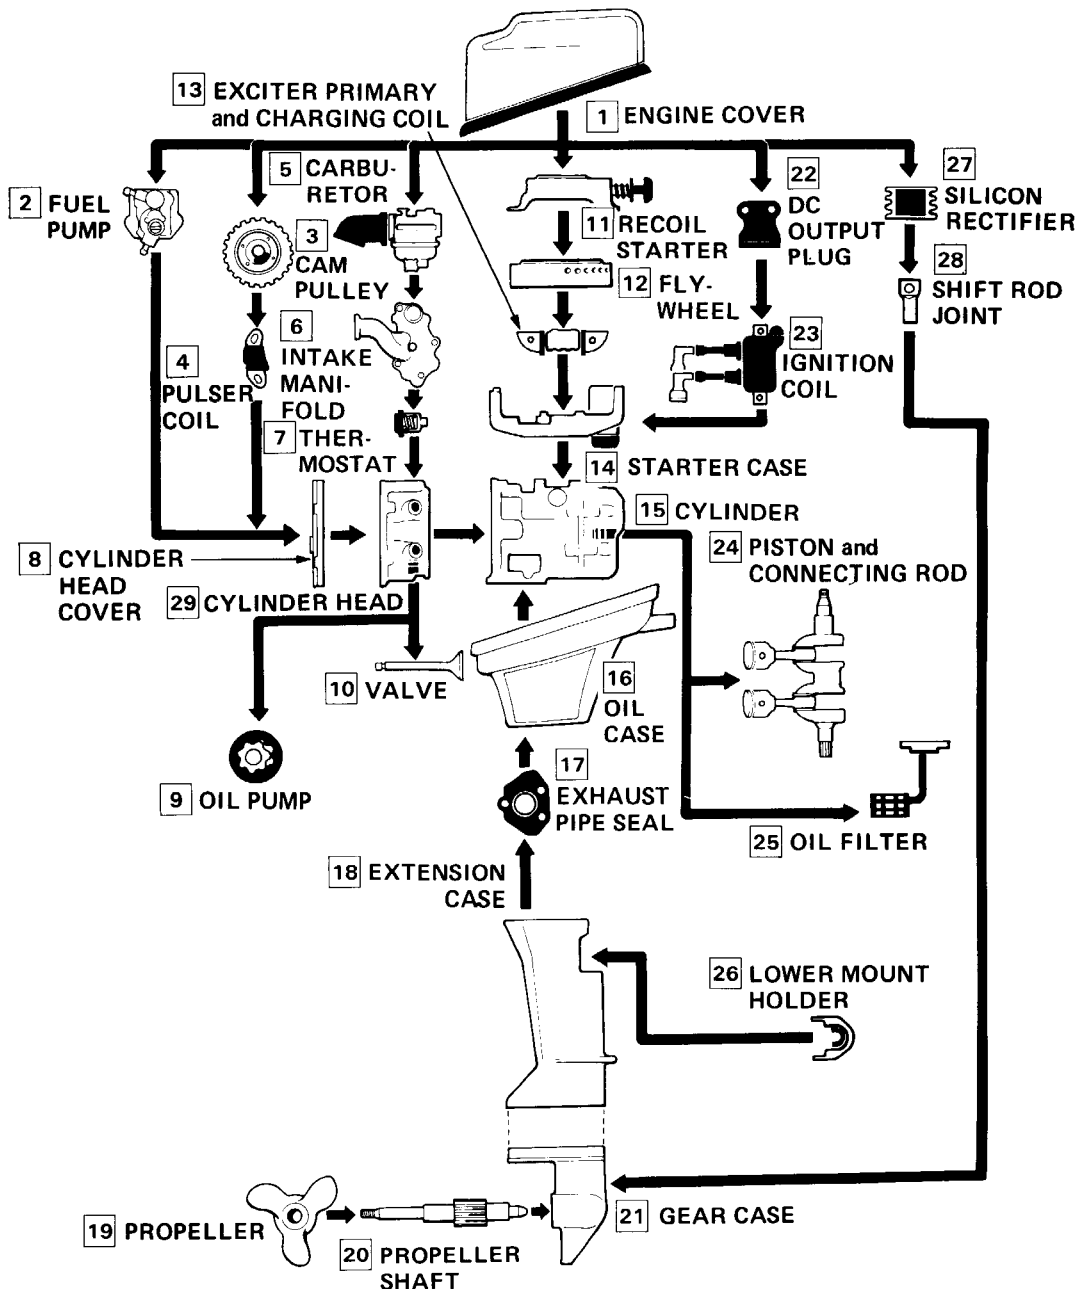 1 ENGINE COVER
2 FUEL
PUMP
3 CAM
PULLEY
4 PULSER
COIL
5 CARBU-
RETOR
6 INTAKE
MANI-
FOLD
7 THER-
MOSTAT
8 CYLINDER
HEAD
COVER
9 OIL PUMP
10 VALVE
11 RECOIL
STARTER
12 FLY-
WHEEL
13 EXCITER PRIMARY
and CHARGING COIL
14 STARTER CASE
15 CYLINDER
16 OIL
CASE
17 EXHAUST
PIPE SEAL
18 EXTENSION
CASE
19 PROPELLER
20 PROPELLER
SHAFT
21 GEAR CASE
22 DC
OUTPUT
PLUG
23 IGNITION
COIL
24 PISTON and
CONNECTING ROD
25 OIL FILTER
26 LOWER MOUNT
HOLDER
27 SILICON
RECTIFIER
28 SHIFT ROD
JOINT
29 CYLINDER HEAD